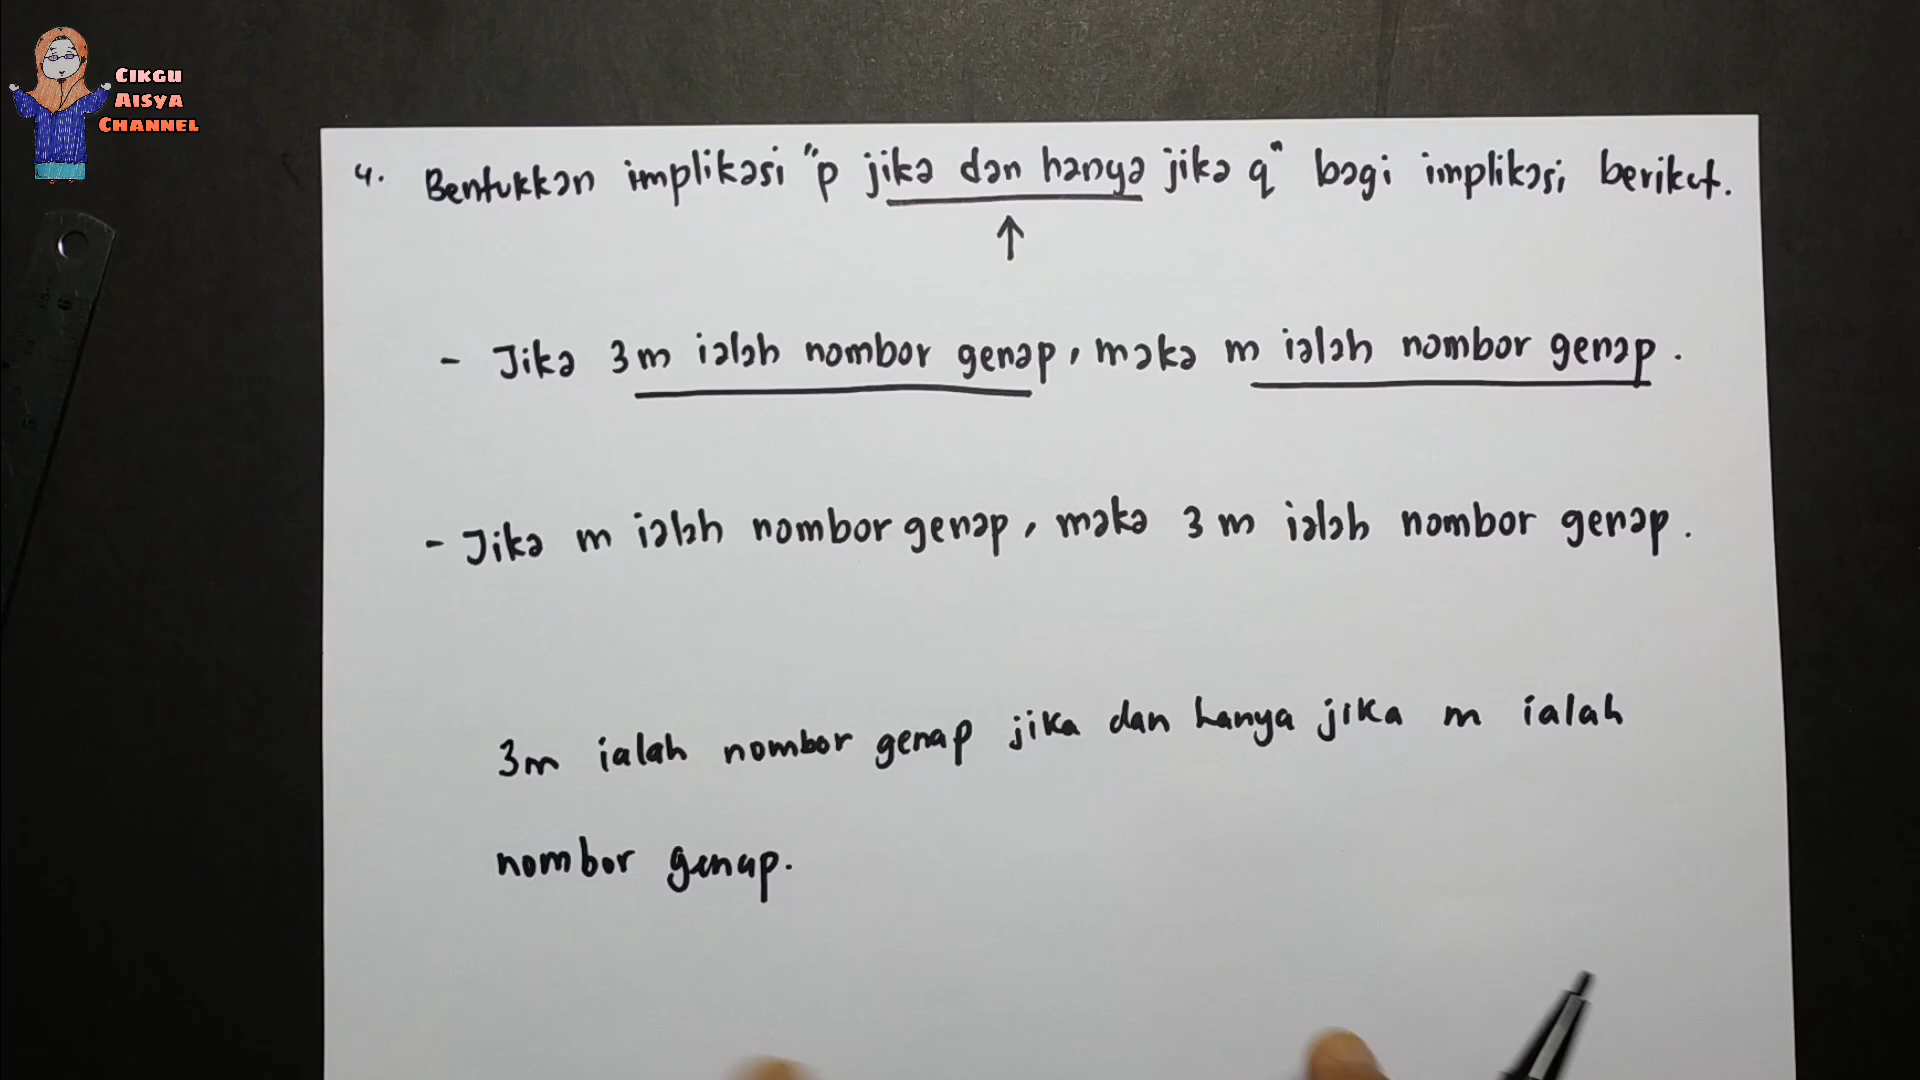 CIKGU
AISYA
CHANNEL
4. Bentukkan implikasi "p jika dan hanya jika q" bagi implikasi berikut.
- Jika 3m ialah nombor genap, maka m ialah nombor genap.
- Jika m ialah nombor genap, maka 3m ialah nombor genap.
3m ialah nombor genap jika dan hanya jika m ialah
nombor genap.